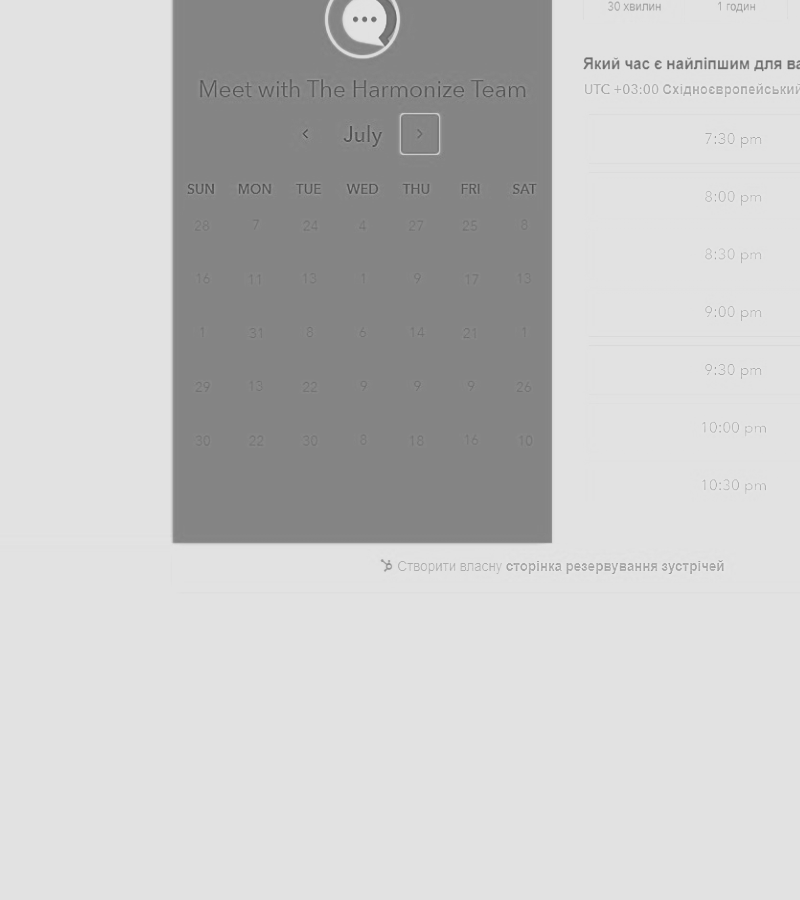 30 хвилин 1 годин
Meet with The Harmonize Team
July
SUN MON TUE WED THU FRI SAT
28 7 24 4 27 25 8
16 11 13 1 9 17 13
1 31 8 6 14 21 1
29 13 22 9 9 9 26
30 22 30 8 18 16 10
Який час є найліпшим для ва
UTC +03:00 Східноєвропейський
7:30 pm
8:00 pm
8:30 pm
9:00 pm
9:30 pm
10:00 pm
10:30 pm
Створити власну сторінка резервування зустрічей